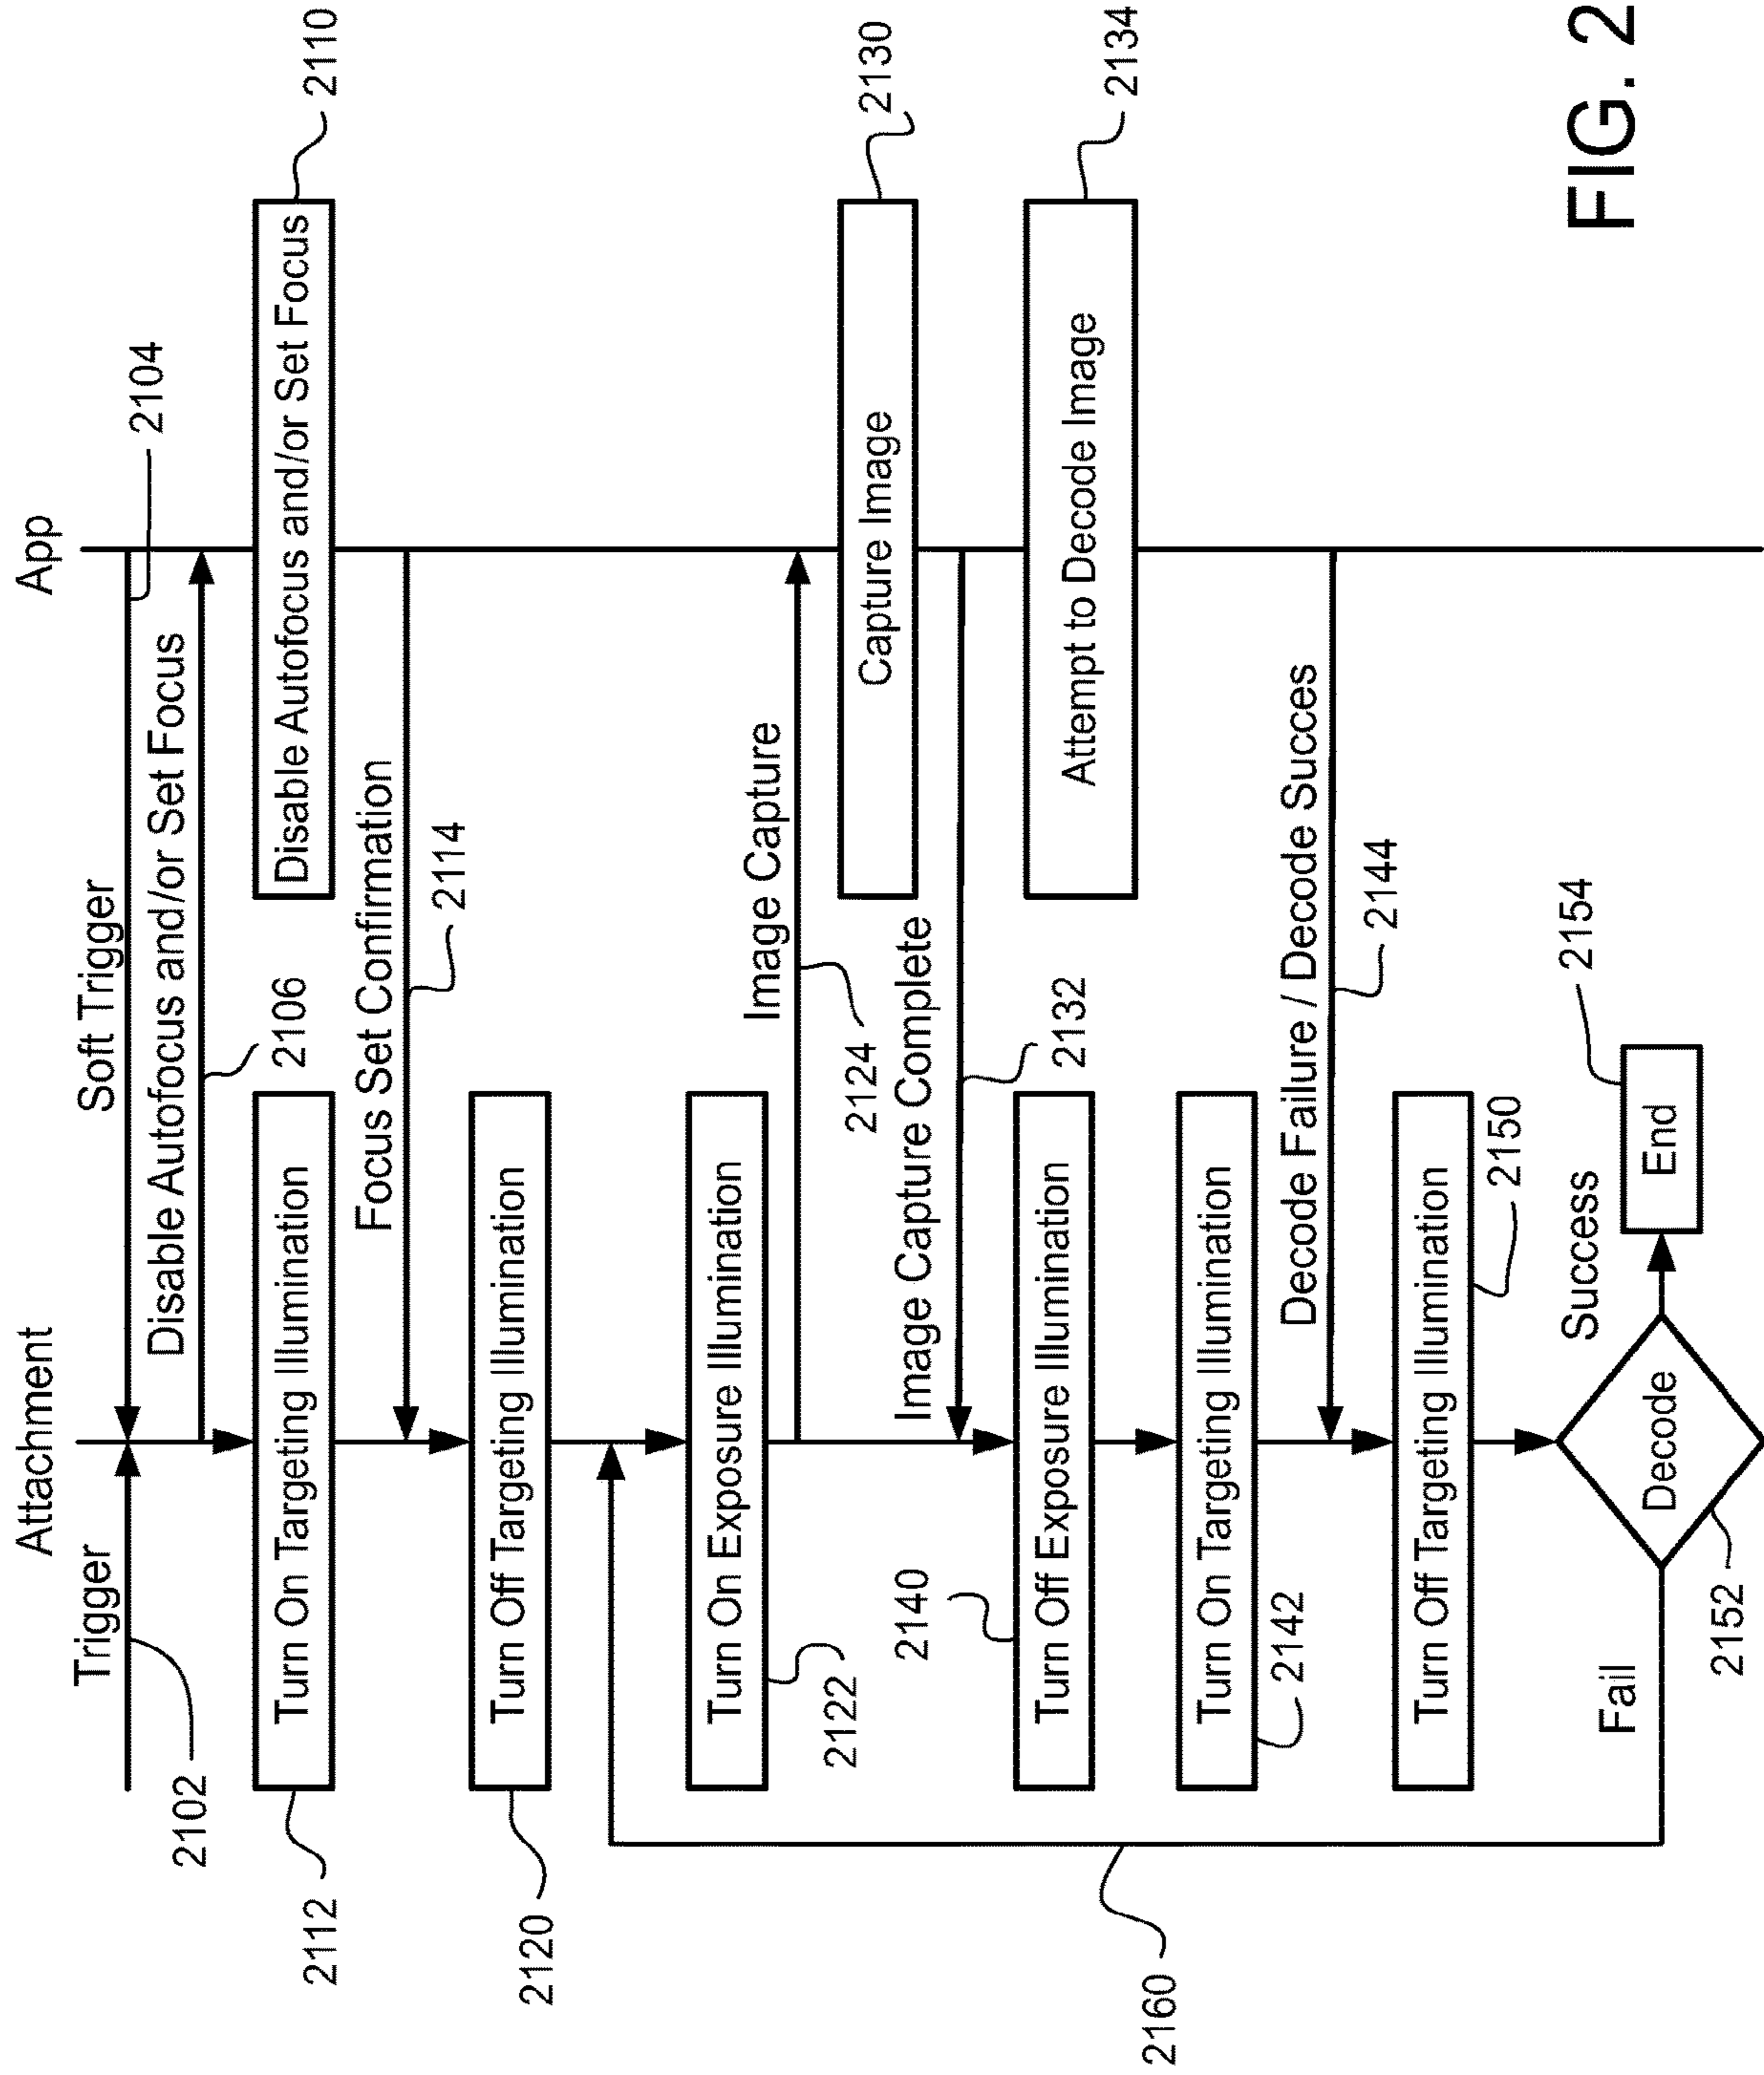 Attachment
App
Trigger
Soft Trigger
2102
2104
Disable Autofocus and/or Set Focus
2106
Turn On Targeting Illumination
2112
Disable Autofocus and/or Set Focus
2110
Focus Set Confirmation
2114
Turn Off Targeting Illumination
2120
Turn On Exposure Illumination
2122
Image Capture
2124
Capture Image
2130
Image Capture Complete
2132
Turn Off Exposure Illumination
2140
Attempt to Decode Image
2134
Turn On Targeting Illumination
2142
Decode Failure / Decode Succes
2144
Turn Off Targeting Illumination
2150
Decode
2152
Success
End
2154
Fail
2160
FIG. 2